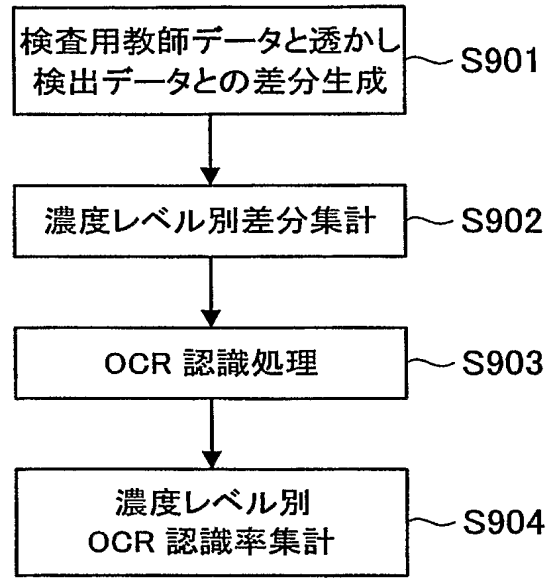 検査用教師データと透かし
検出データとの差分生成
S901
濃度レベル別差分集計
S902
OCR 認識処理
S903
濃度レベル別
OCR 認識率集計
S904